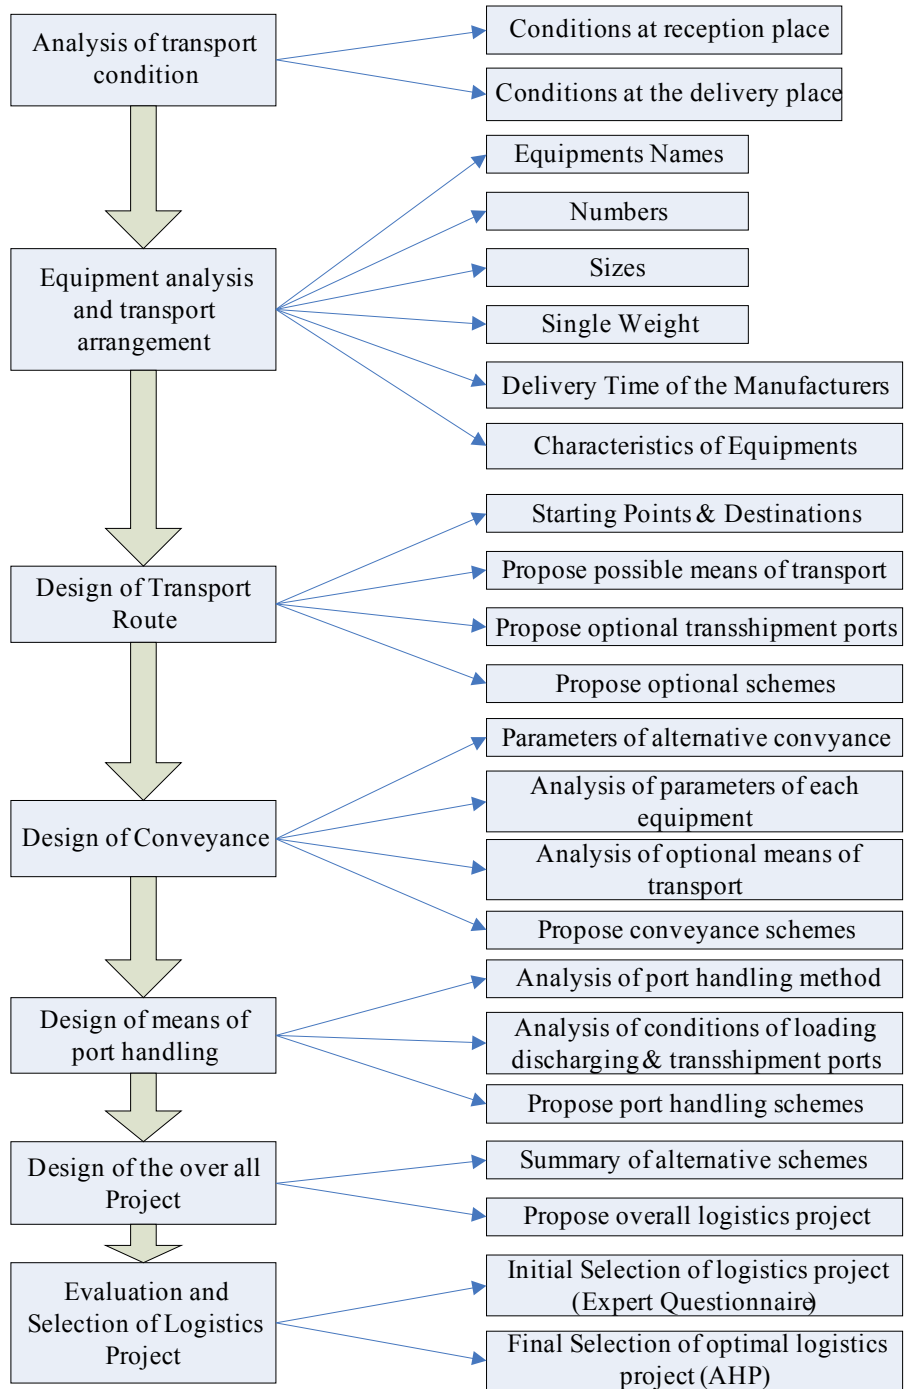 Analysis of transport
condition
Conditions at reception place
Conditions at the delivery place
Equipment analysis
and transport
arrangement
Equipments Names
Numbers
Sizes
Single Weight
Delivery Time of the Manufacturers
Characteristics of Equipments
Design of Transport
Route
Starting Points & Destinations
Propose possible means of transport
Propose optional transshipment ports
Propose optional schemes
Design of Conveyance
Parameters of alternative convyance
Analysis of parameters of each
equipment
Analysis of optional means of
transport
Propose conveyance schemes
Design of means of
port handling
Analysis of port handling method
Analysis of conditions of loading
discharging & transshipment ports
Propose port handling schemes
Design of the over all
Project
Summary of alternative schemes
Propose overall logistics project
Evaluation and
Selection of Logistics
Project
Initial Selection of logistics project
(Expert Questionnaire)
Final Selection of optimal logistics
project (AHP)